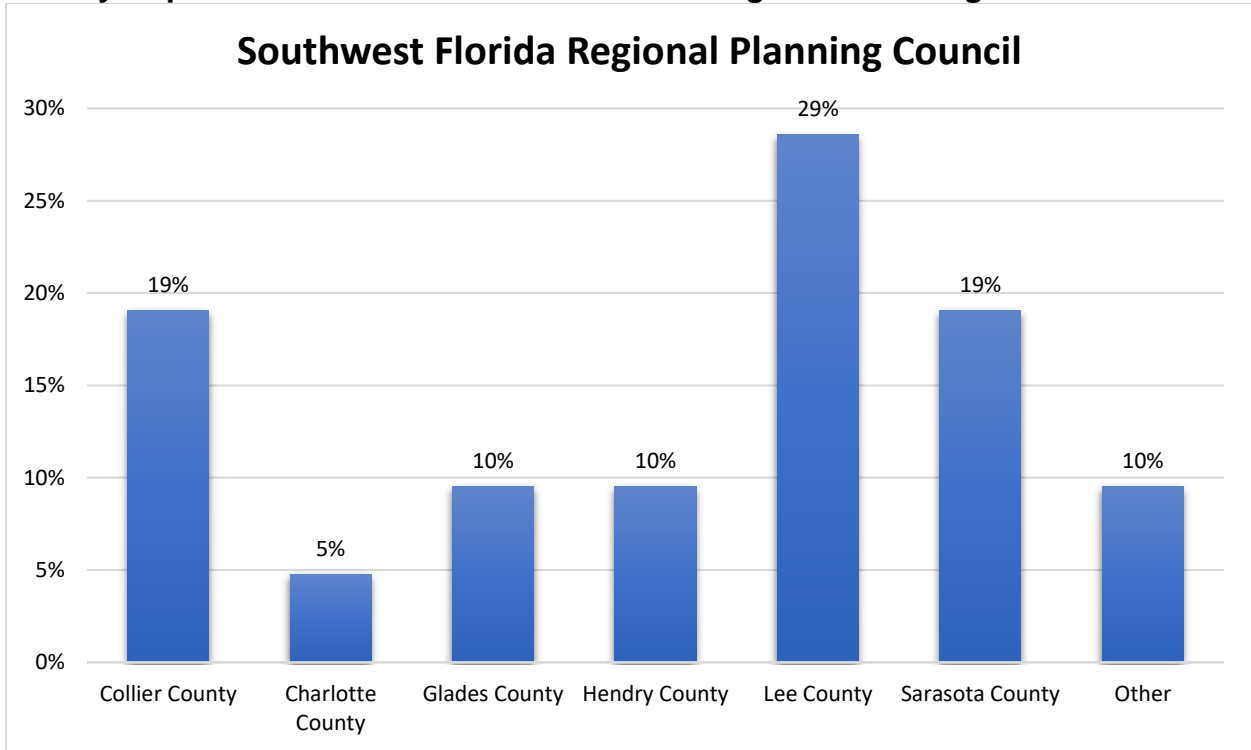 Southwest Florida Regional Planning Council
30%
25%
20%
15%
10%
5%
0%
19%
5%
10%
10%
29%
19%
10%
Collier County
Charlotte
County
Glades County
Hendry County
Lee County
Sarasota County
Other